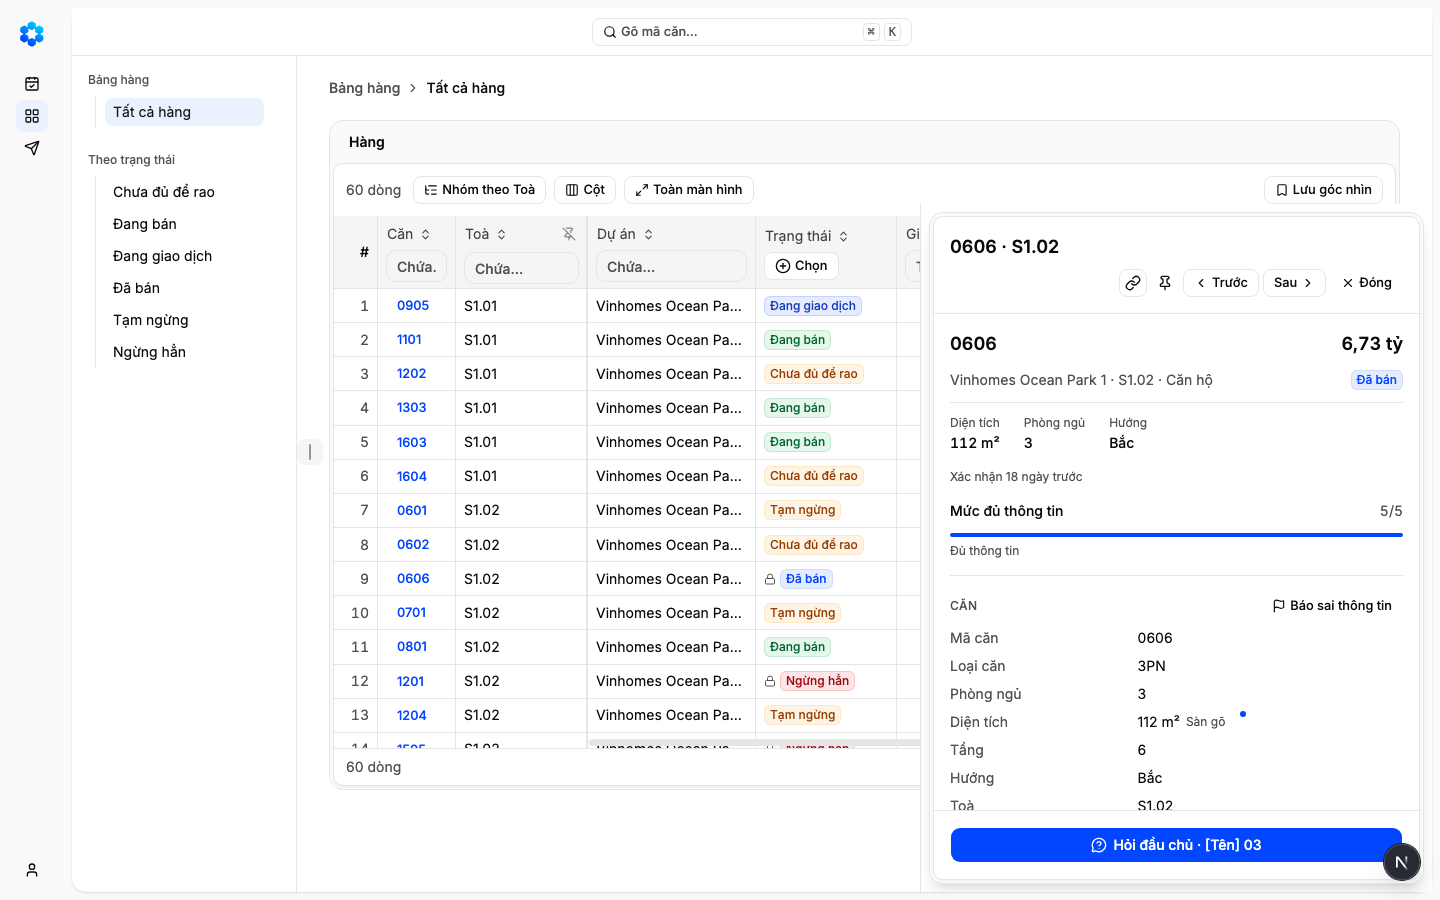 Gõ mã căn...
⌘ K
Bảng hàng
Tất cả hàng
Theo trạng thái
Chưa đủ để rao
Đang bán
Đang giao dịch
Đã bán
Tạm ngừng
Ngừng hẳn
Bảng hàng > Tất cả hàng
Hàng
60 dòng
Nhóm theo Toà
Cột
Toàn màn hình
Lưu góc nhìn
# Căn Toà Dự án Trạng thái
Chứa. Chứa... Chứa... Chọn
1 0905 S1.01 Vinhomes Ocean Pa... Đang giao dịch
2 1101 S1.01 Vinhomes Ocean Pa... Đang bán
3 1202 S1.01 Vinhomes Ocean Pa... Chưa đủ để rao
4 1303 S1.01 Vinhomes Ocean Pa... Đang bán
5 1603 S1.01 Vinhomes Ocean Pa... Đang bán
6 1604 S1.01 Vinhomes Ocean Pa... Chưa đủ để rao
7 0601 S1.02 Vinhomes Ocean Pa... Tạm ngừng
8 0602 S1.02 Vinhomes Ocean Pa... Chưa đủ để rao
9 0606 S1.02 Vinhomes Ocean Pa... Đã bán
10 0701 S1.02 Vinhomes Ocean Pa... Tạm ngừng
11 0801 S1.02 Vinhomes Ocean Pa... Đang bán
12 1201 S1.02 Vinhomes Ocean Pa... Ngừng hẳn
13 1204 S1.02 Vinhomes Ocean Pa... Tạm ngừng
60 dòng
0606 · S1.02
Trước
Sau
Đóng
0606 6,73 tỷ
Vinhomes Ocean Park 1 · S1.02 · Căn hộ Đã bán
Diện tích Phòng ngủ Hướng
112 m² 3 Bắc
Xác nhận 18 ngày trước
Mức đủ thông tin 5/5
Đủ thông tin
CĂN Báo sai thông tin
Mã căn 0606
Loại căn 3PN
Phòng ngủ 3
Diện tích 112 m² Sàn gỗ
Tầng 6
Hướng Bắc
Toà S1.02
Hỏi đầu chủ · [Tên] 03
N